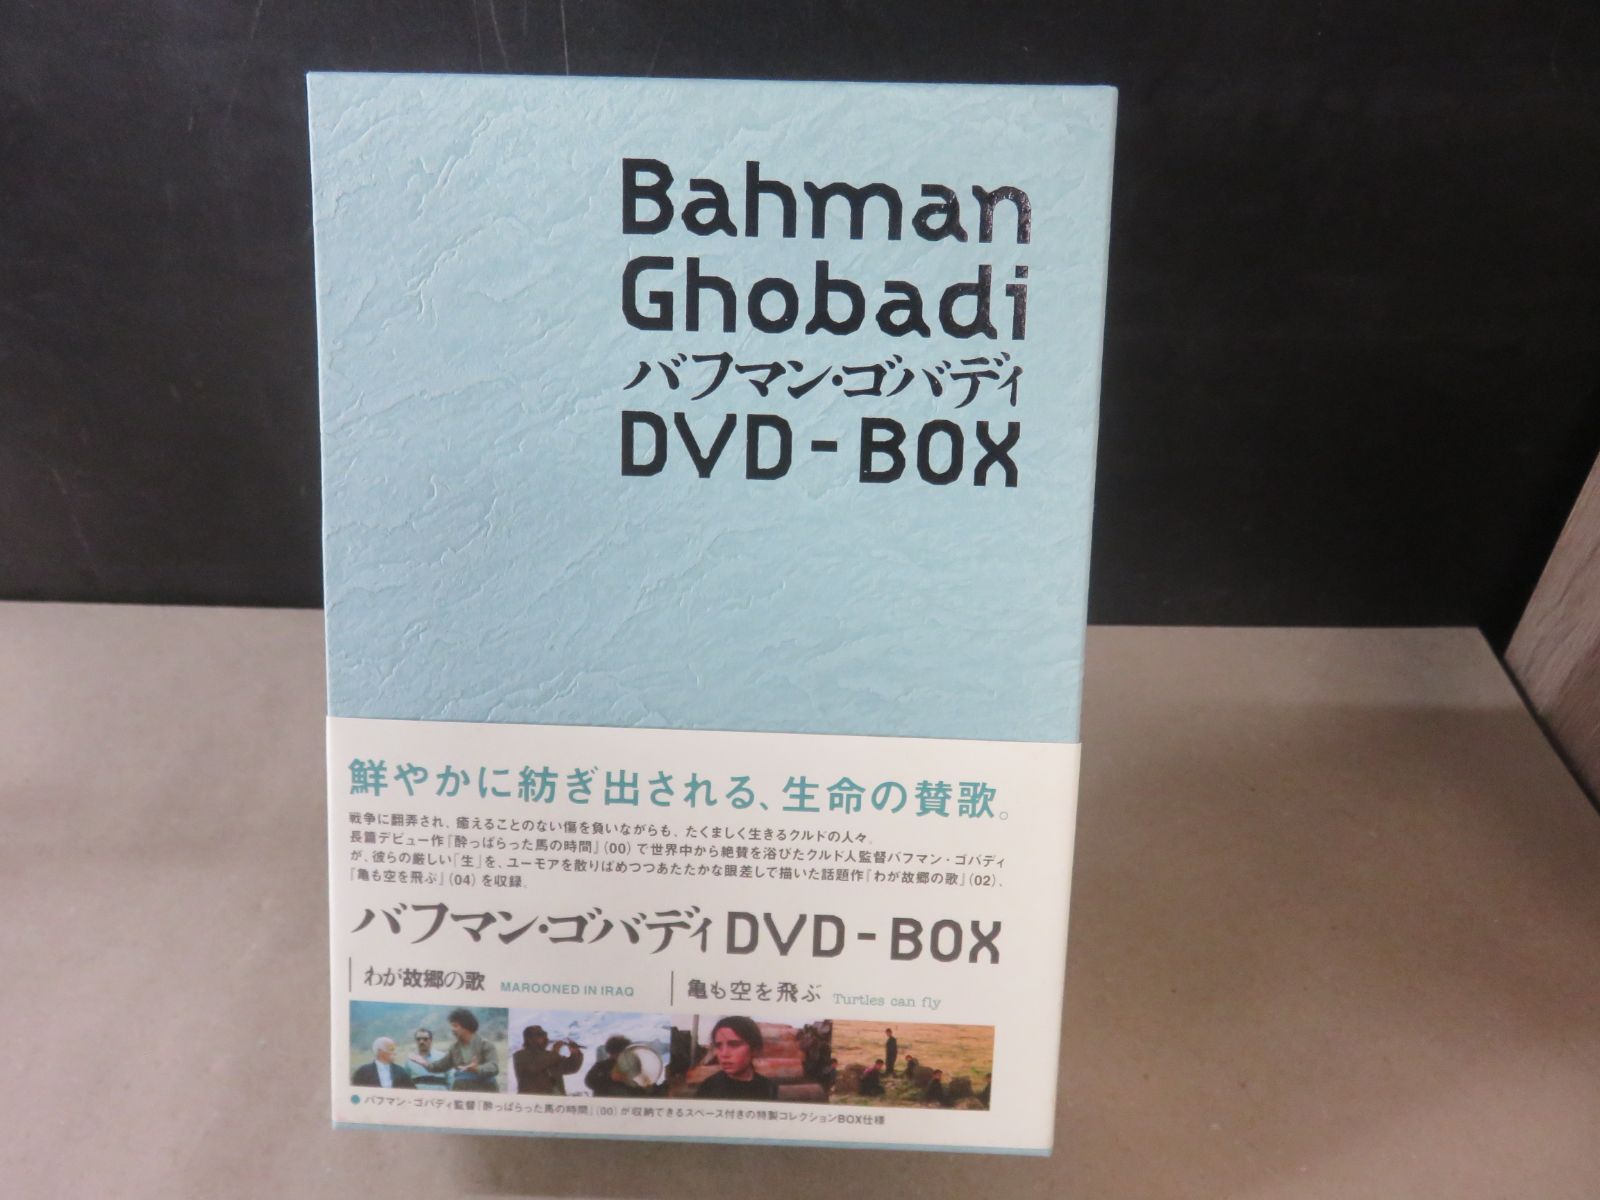 Bahman
Ghobadi
バフマン・ゴバディ
DVD-BOX
鮮やかに紡ぎ出される、生命の賛歌。
戦争に翻弄され、癒えることのない傷を負いながらも、たくましく生きるクルドの人々。
長篇デビュー作『酔っぱらった馬の時間』(00)で世界中から絶賛を浴びたクルド人監督バフマン・ゴバディ
が、彼らの厳しい「生」を、ユーモアを散りばめつつあたたかな眼差しで描いた話題作『わが故郷の歌』(02)、
『亀も空を飛ぶ』(04)を収録。
バフマン・ゴバディ DVD-BOX
わが故郷の歌 MAROONED IN IRAQ 亀も空を飛ぶ Turtles can fly
●バフマン・ゴバディ監督『酔っぱらった馬の時間』(00)が収納できるスペース付きの特製コレクションBOX仕様